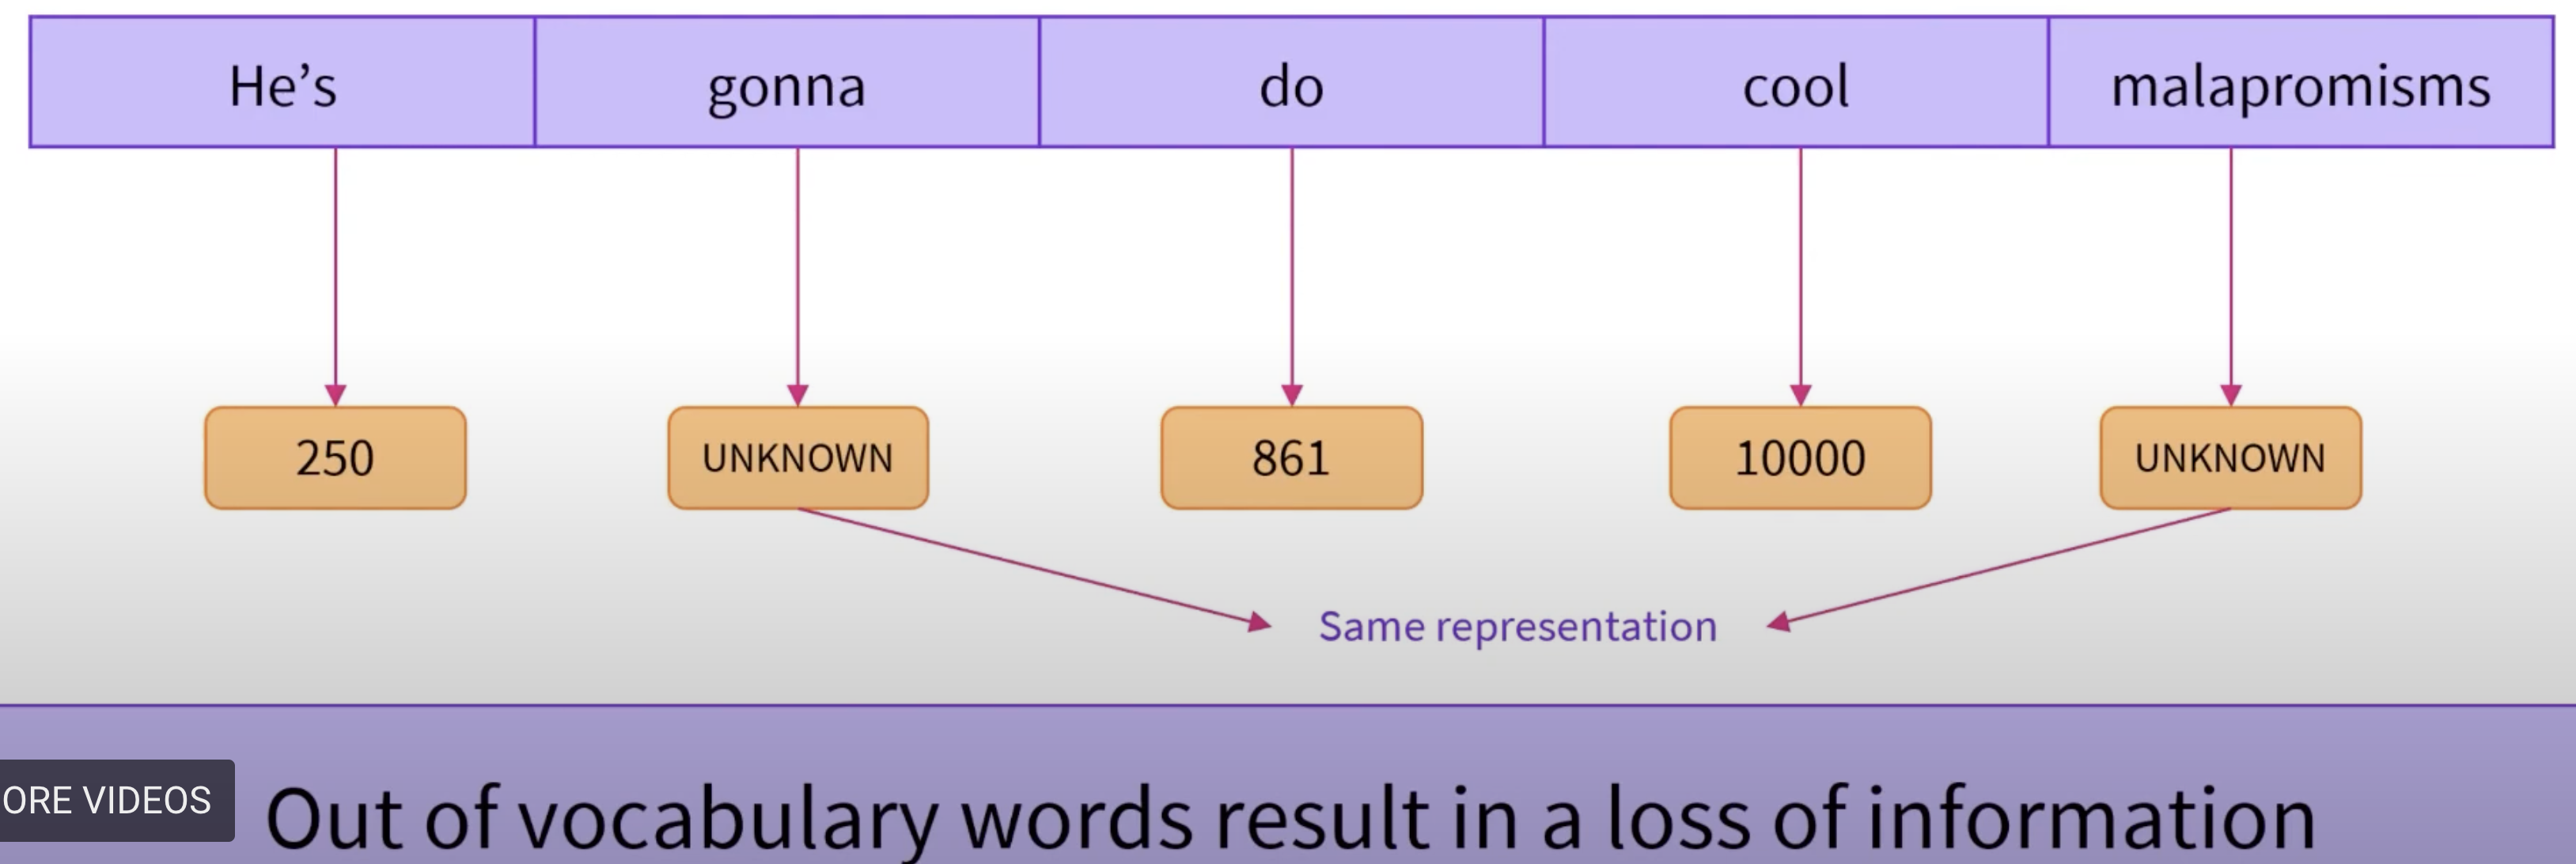 He’s gonna do cool malapromisms
250 UNKNOWN 861 10000 UNKNOWN
Same representation
ORE VIDEOS
Out of vocabulary words result in a loss of information